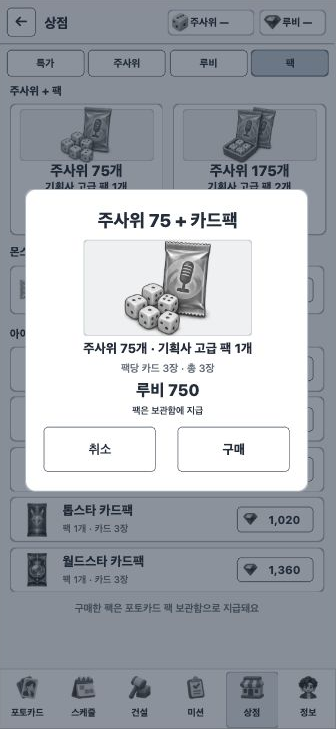 상점
주사위 —
루비 —
특가
주사위
루비
팩
주사위 + 팩
주사위 75개
주사위 175개
기획사 고급 팩 1개
기획사 고급 팩 2개
주사위 75 + 카드팩
주사위 75개 · 기획사 고급 팩 1개
팩당 카드 3장 · 총 3장
루비 750
팩은 보관함에 지급
취소
구매
톱스타 카드팩
팩 1개 · 카드 3장
1,020
월드스타 카드팩
팩 1개 · 카드 3장
1,360
구매한 팩은 포토카드 팩 보관함으로 지급돼요
포토카드
스케줄
건설
미션
상점
정보